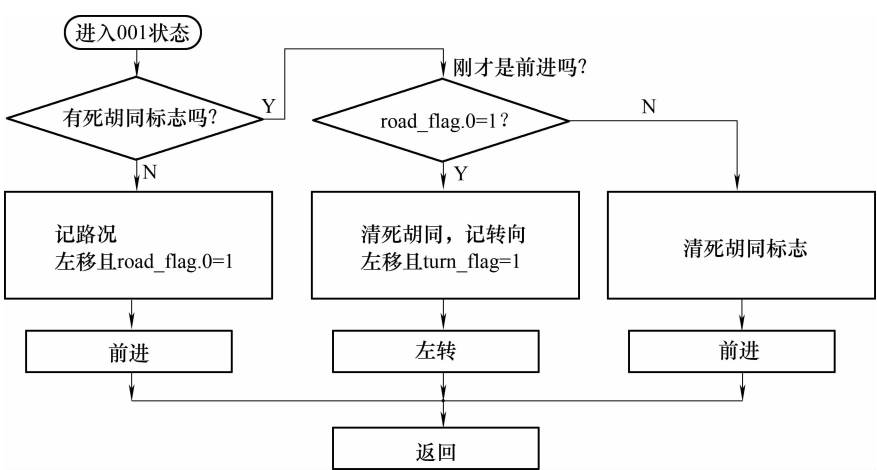 进入001状态
有死胡同标志吗?
Y
N
记路况
左移且road_flag.0=1
前进
刚才是前进吗?
road_flag.0=1?
N
Y
清死胡同，记转向
左移且turn_flag=1
左转
清死胡同标志
前进
返回